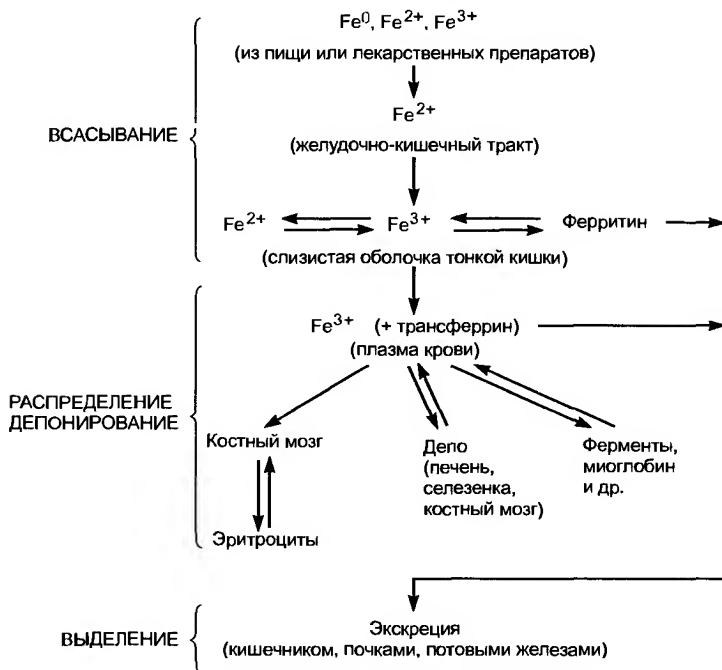 Fe⁰, Fe²⁺, Fe³⁺
(из пищи или лекарственных препаратов)
Fe²⁺
ВСАСЫВАНИЕ
(желудочно-кишечный тракт)
Fe²⁺ Fe³⁺ Ферритин
(слизистая оболочка тонкой кишки)
Fe³⁺ (+ трансферрин)
(плазма крови)
РАСПРЕДЕЛЕНИЕ
ДЕПОНИРОВАНИЕ
Костный мозг
Депо
(печень,
селезенка,
костный мозг)
Ферменты,
миоглобин
и др.
Эритроциты
ВЫДЕЛЕНИЕ
Экскреция
(кишечником, почками, потовыми железами)